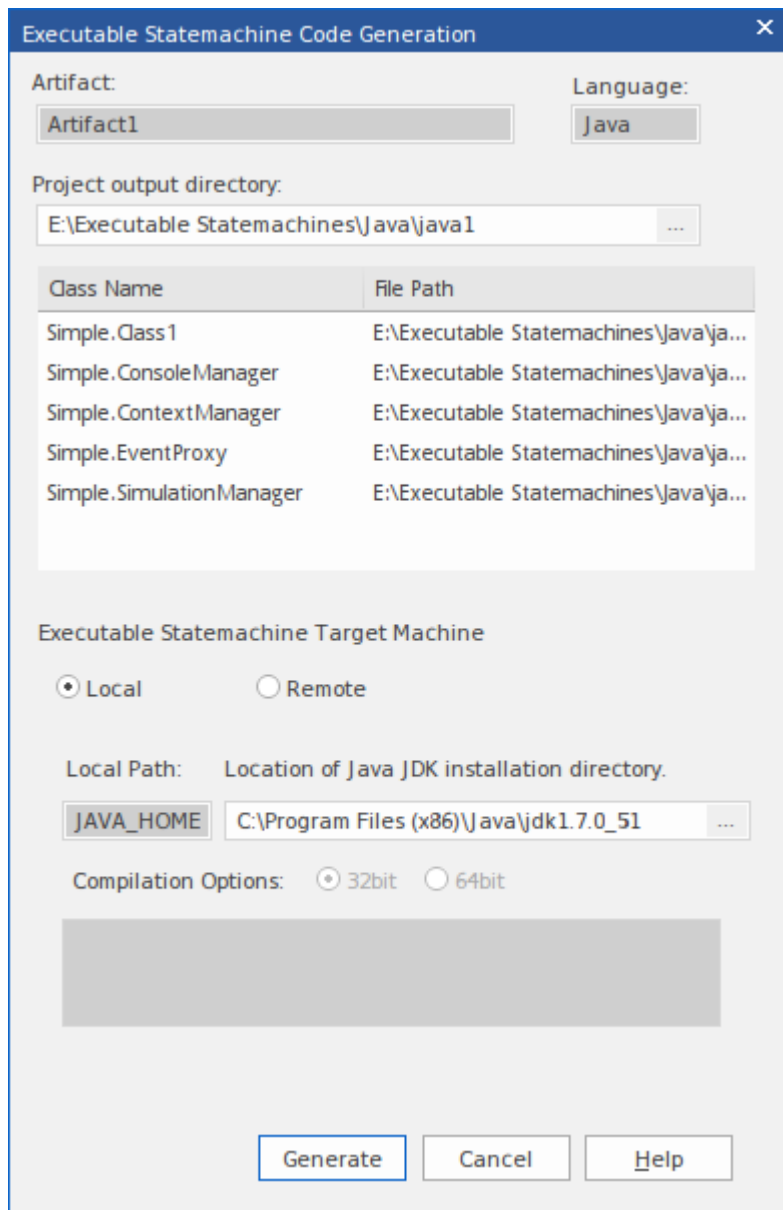 Executable Statemachine Code Generation
Artifact: Language:
Artifact1 Java
Project output directory:
E:\Executable Statemachines\Java\java1 ...
Class Name File Path
Simple.Class1 E:\Executable Statemachines\Java\ja...
Simple.ConsoleManager E:\Executable Statemachines\Java\ja...
Simple.ContextManager E:\Executable Statemachines\Java\ja...
Simple.EventProxy E:\Executable Statemachines\Java\ja...
Simple.SimulationManager E:\Executable Statemachines\Java\ja...
Executable Statemachine Target Machine
Local Remote
Local Path: Location of Java JDK installation directory.
JAVA_HOME C:\Program Files (x86)\Java\jdk1.7.0_51 ...
Compilation Options: 32bit 64bit
Generate Cancel Help